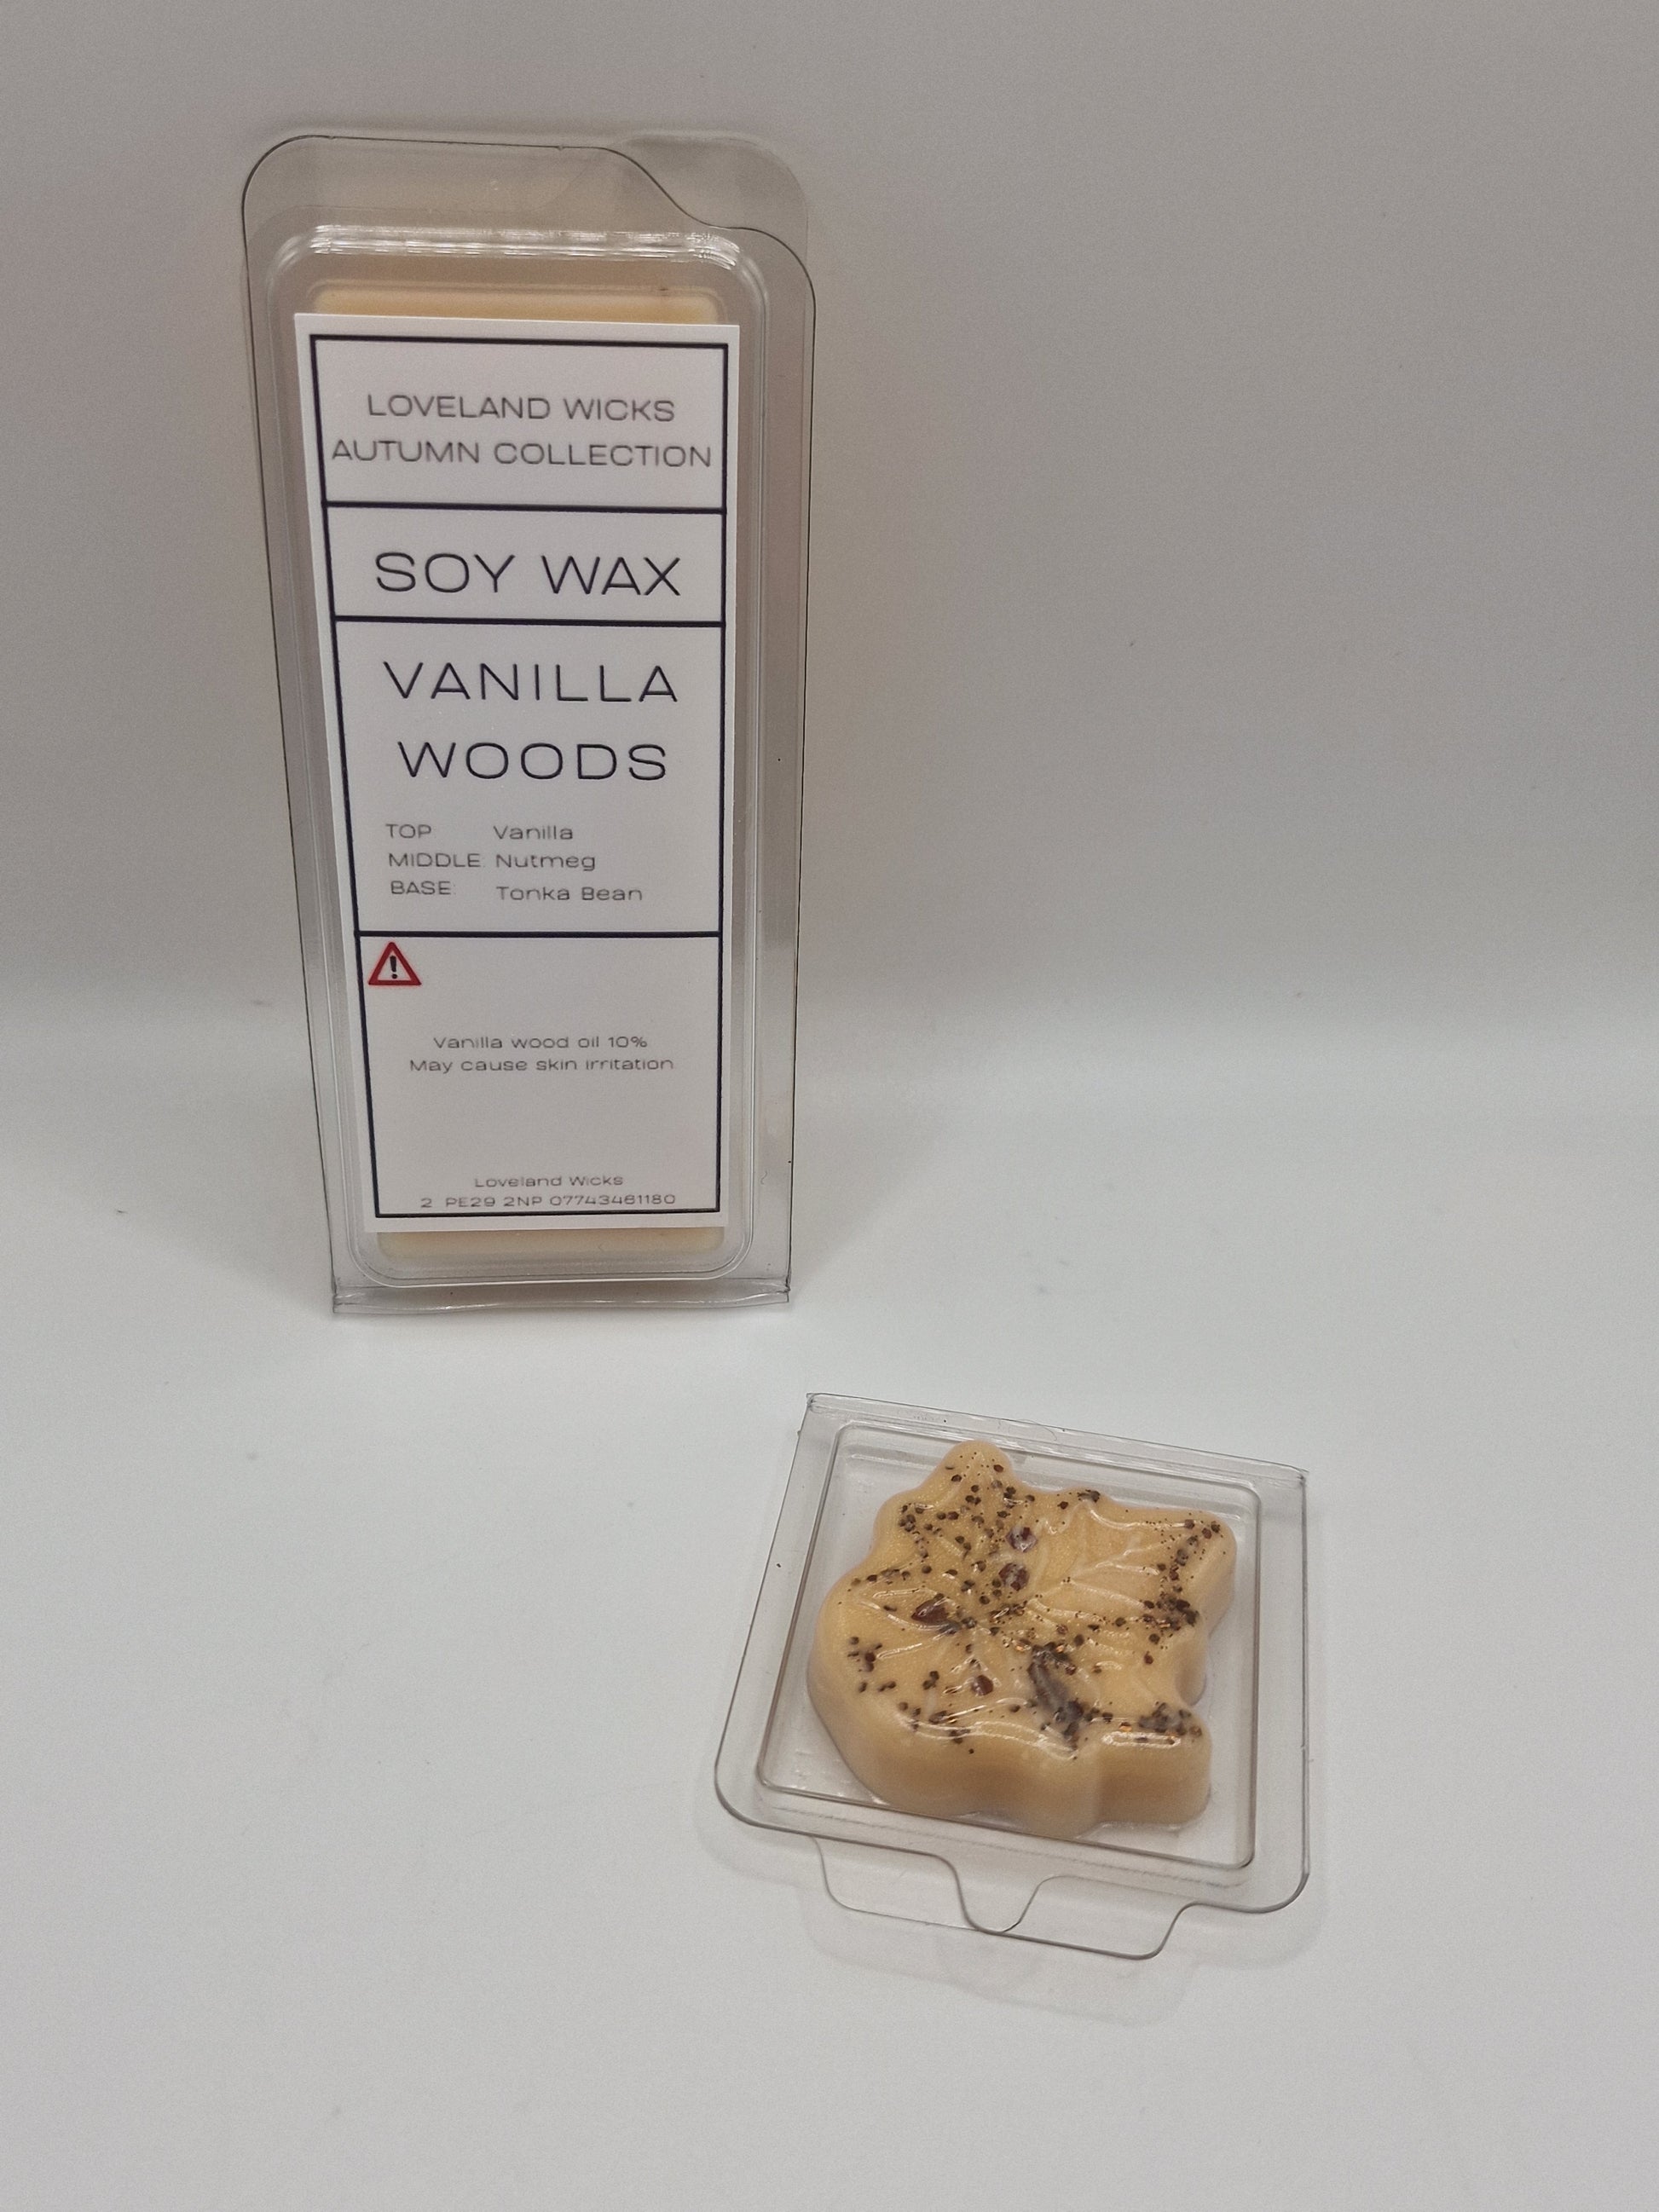 LOVELAND WICKS
AUTUMN COLLECTION
SOY WAX
VANILLA
WOODS
TOP Vanilla
MIDDLE: Nutmeg
BASE: Tonka Bean
Vanilla wood oil 10%
May cause skin irritation
Loveland Wicks
2 PE29 2NP 07743461180